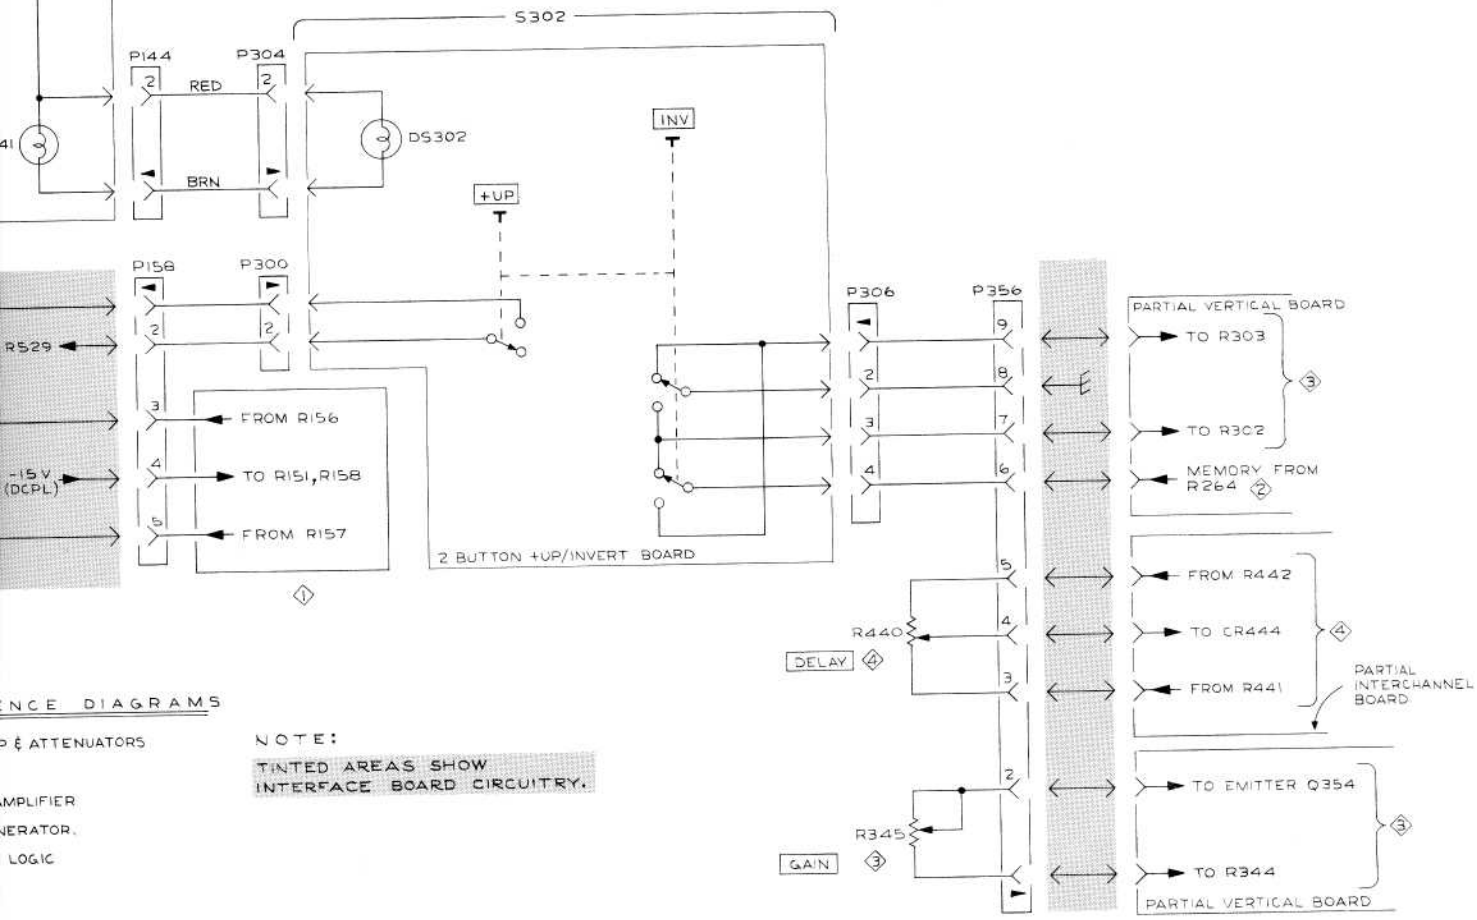 S302
P144
P304
2
RED
2
41
DS302
BRN
INV
+UP
P158
P300
2
2
R529
3
FROM R156
-15V
(DCPL)
4
TO R151, R158
5
FROM R157
2 BUTTON +UP/INVERT BOARD
1
P306
P356
PARTIAL VERTICAL BOARD
9
TO R303
2
8
3
3
7
TO R302
4
6
MEMORY FROM
R264 2
5
FROM R442
R440
4
TO CR444
4
DELAY 4
3
FROM R441
PARTIAL
INTERCHANNEL
BOARD
ENCE DIAGRAMS
P & ATTENUATORS
AMPLIFIER
NERATOR.
LOGIC
NOTE:
TINTED AREAS SHOW
INTERFACE BOARD CIRCUITRY.
2
TO EMITTER Q354
R345
3
GAIN 3
TO R344
PARTIAL VERTICAL BOARD